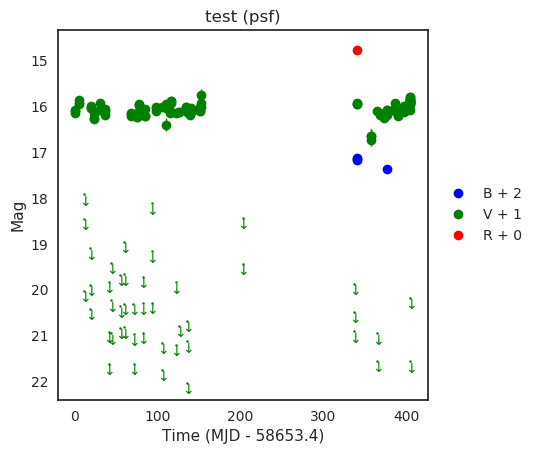 test (psf)
Mag
15
16
17
18
19
20
21
22
0
100
200
300
400
Time (MJD - 58653.4)
B + 2
V + 1
R + 0